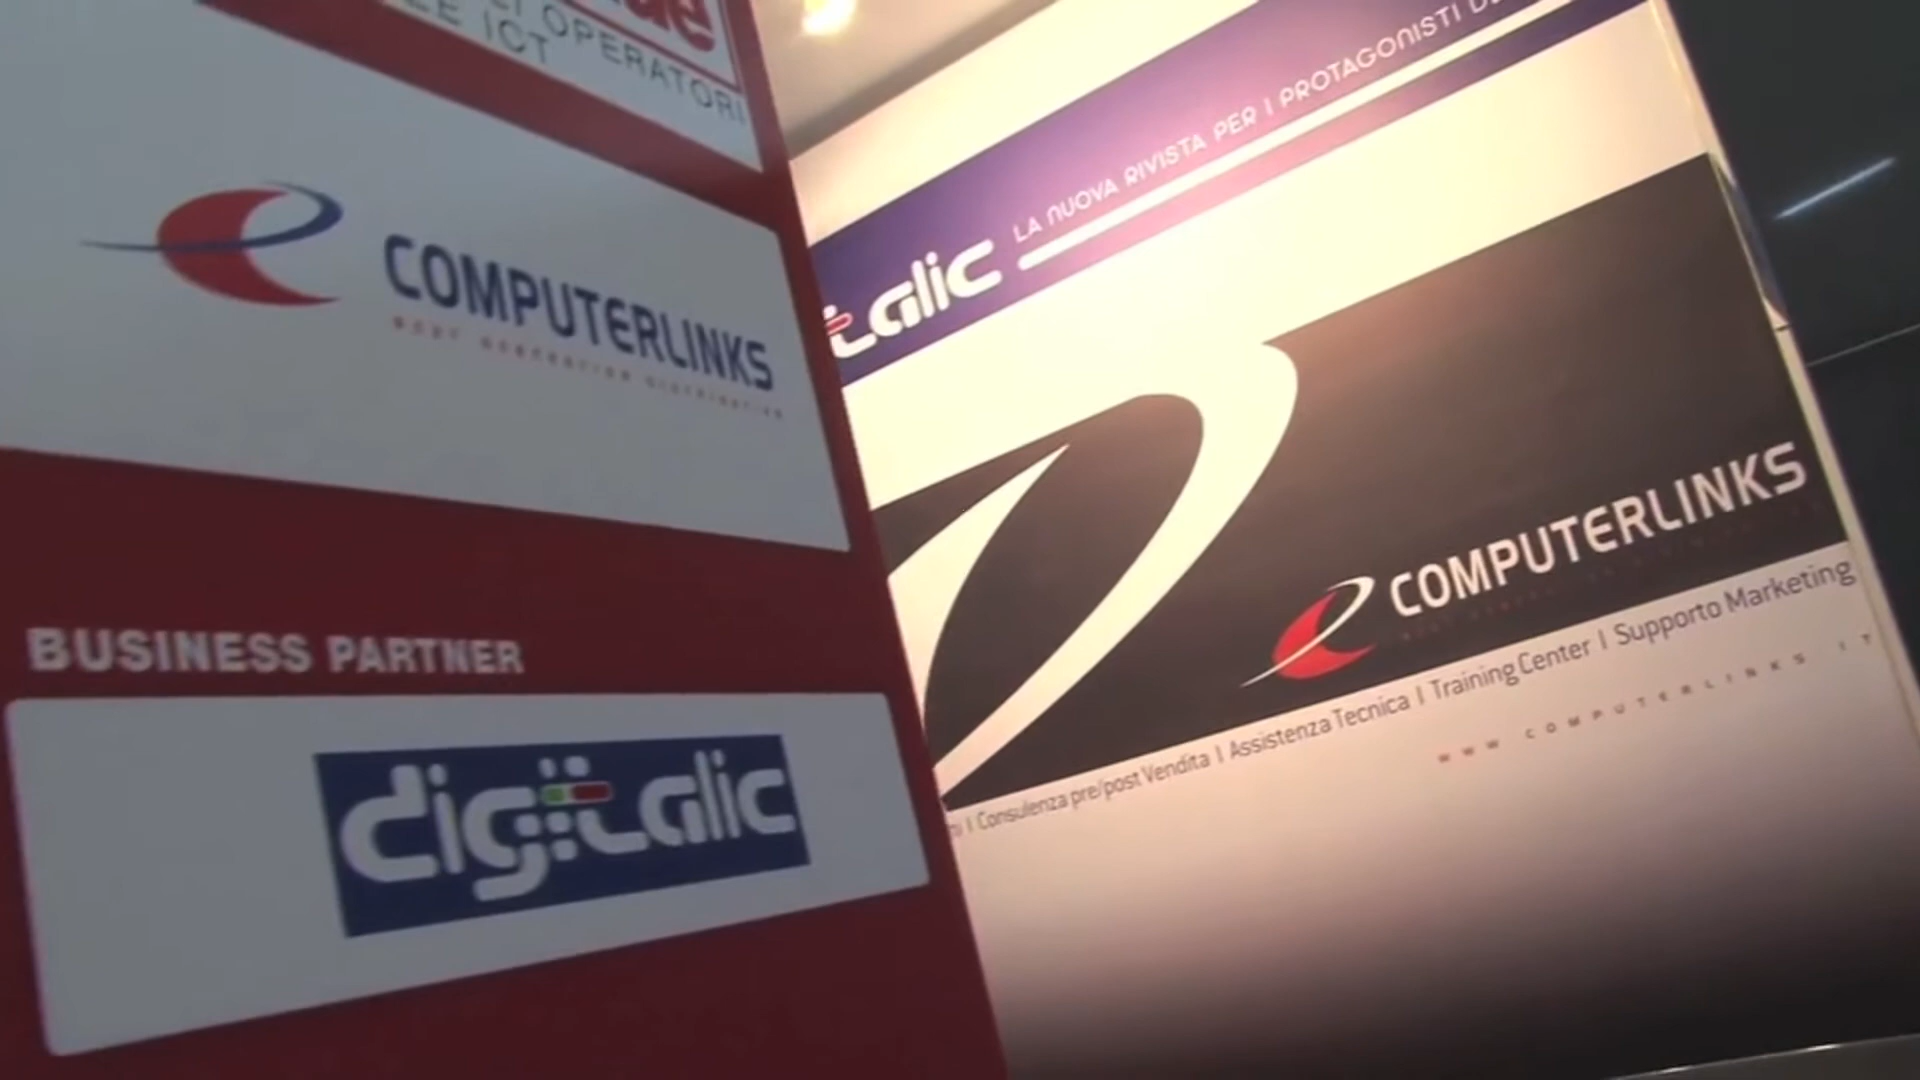 OPERATORI
ICT
COMPUTERLINKS
BUSINESS PARTNER
digitalic
LA NUOVA RIVISTA PER I PROTAGONISTI
talic
COMPUTERLINKS
I Consulenza pre/post Vendita I Assistenza Tecnica I Training Center I Supporto Marketing
WWW COMPUTERLINKS IT